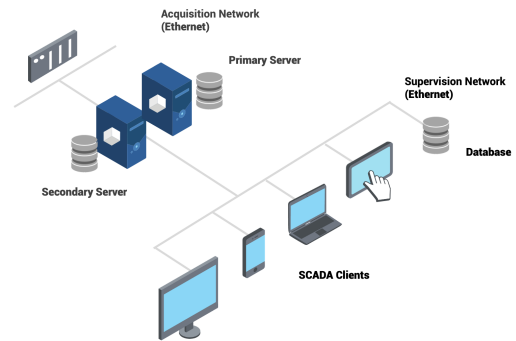 Acquisition Network
(Ethernet)
Primary Server
Supervision Network
(Ethernet)
Database
Secondary Server
SCADA Clients